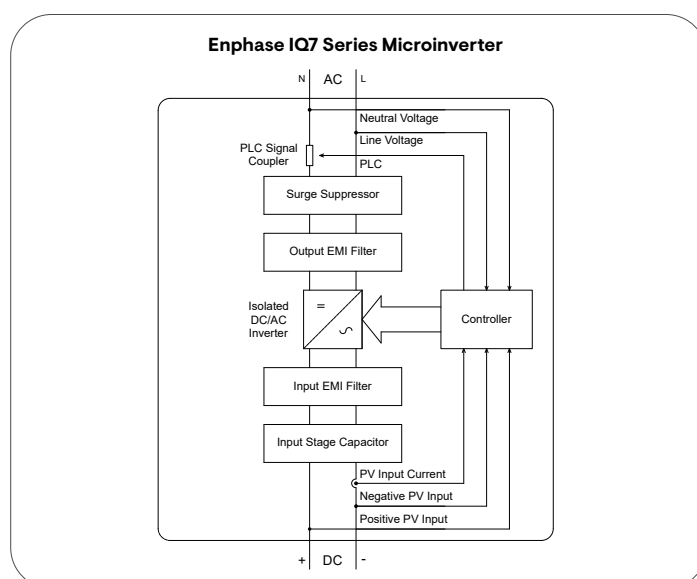 Enphase IQ7 Series Microinverter
N AC L
Neutral Voltage
Line Voltage
PLC Signal
Coupler
PLC
Surge Suppressor
Output EMI Filter
Isolated
DC/AC
Inverter
=
∿
Controller
Input EMI Filter
Input Stage Capacitor
PV Input Current
Negative PV Input
Positive PV Input
+ DC -